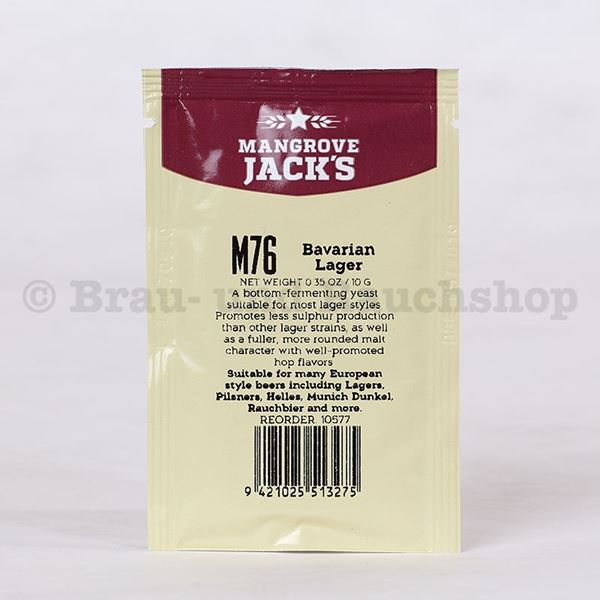 MANGROVE
JACK'S
M76 Bavarian
Lager
NET WEIGHT 0.35 OZ / 10 G
A bottom-fermenting yeast
suitable for most lager styles
Promotes less sulphur production
than other lager strains, as well
as a fuller, more rounded malt
character with well-promoted
hop flavors
Suitable for many European
style beers including Lagers,
Pilsners, Helles, Munich Dunkel,
Rauchbier and more.
REORDER 10577
9 421025 513275
© Brau- uchshop